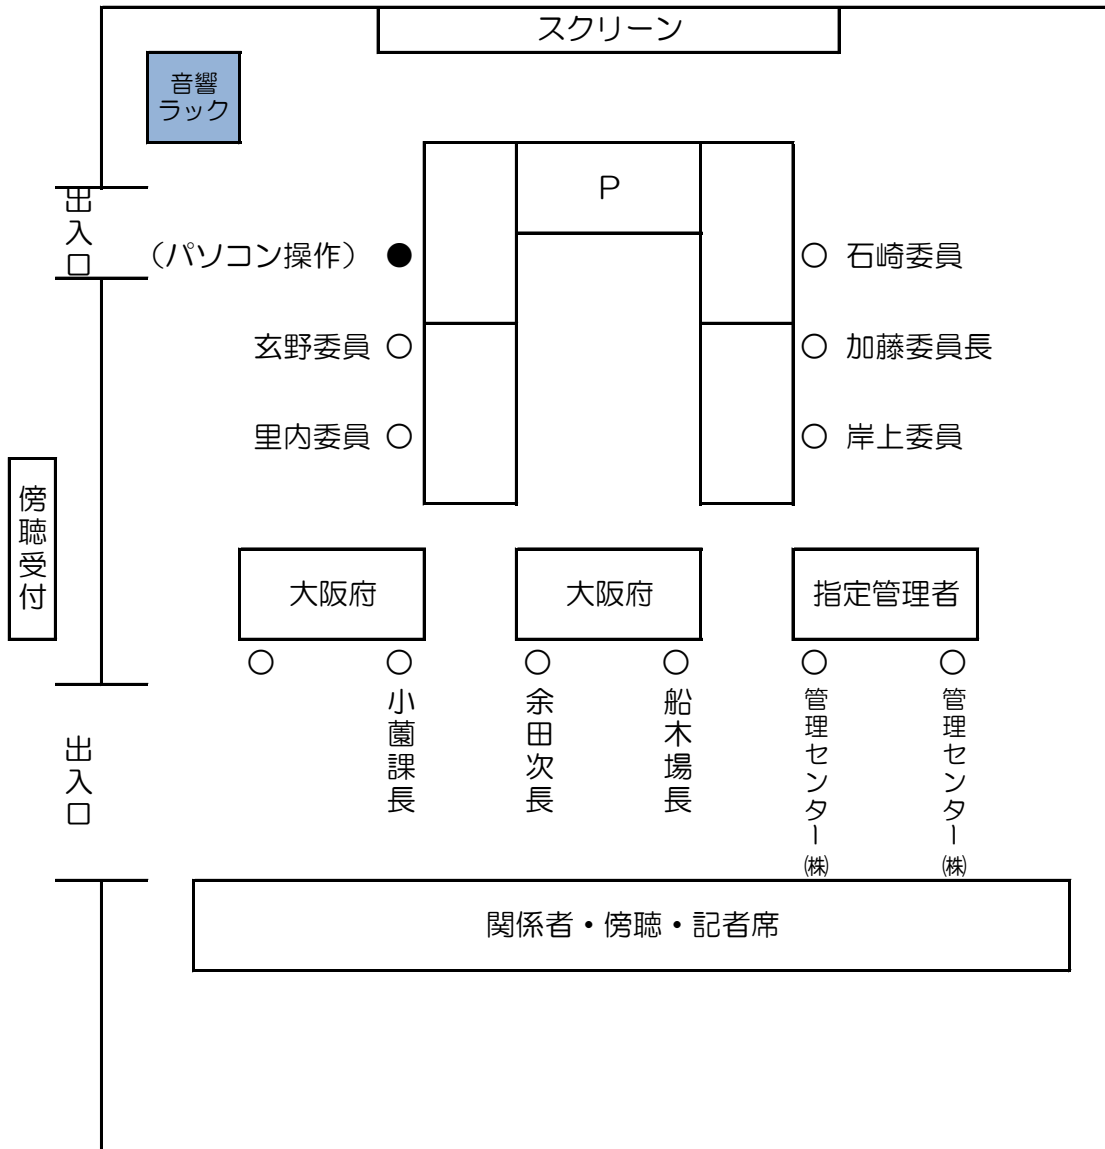 スクリーン
音響
ラック
P
出入口
（パソコン操作）●
○石崎委員
玄野委員○
○加藤委員長
里内委員○
○岸上委員
傍聴受付
大阪府
大阪府
指定管理者
○
○
○
○
○
○
小薗課長
余田次長
船木場長
管理センター㈱
管理センター㈱
出入口
関係者・傍聴・記者席